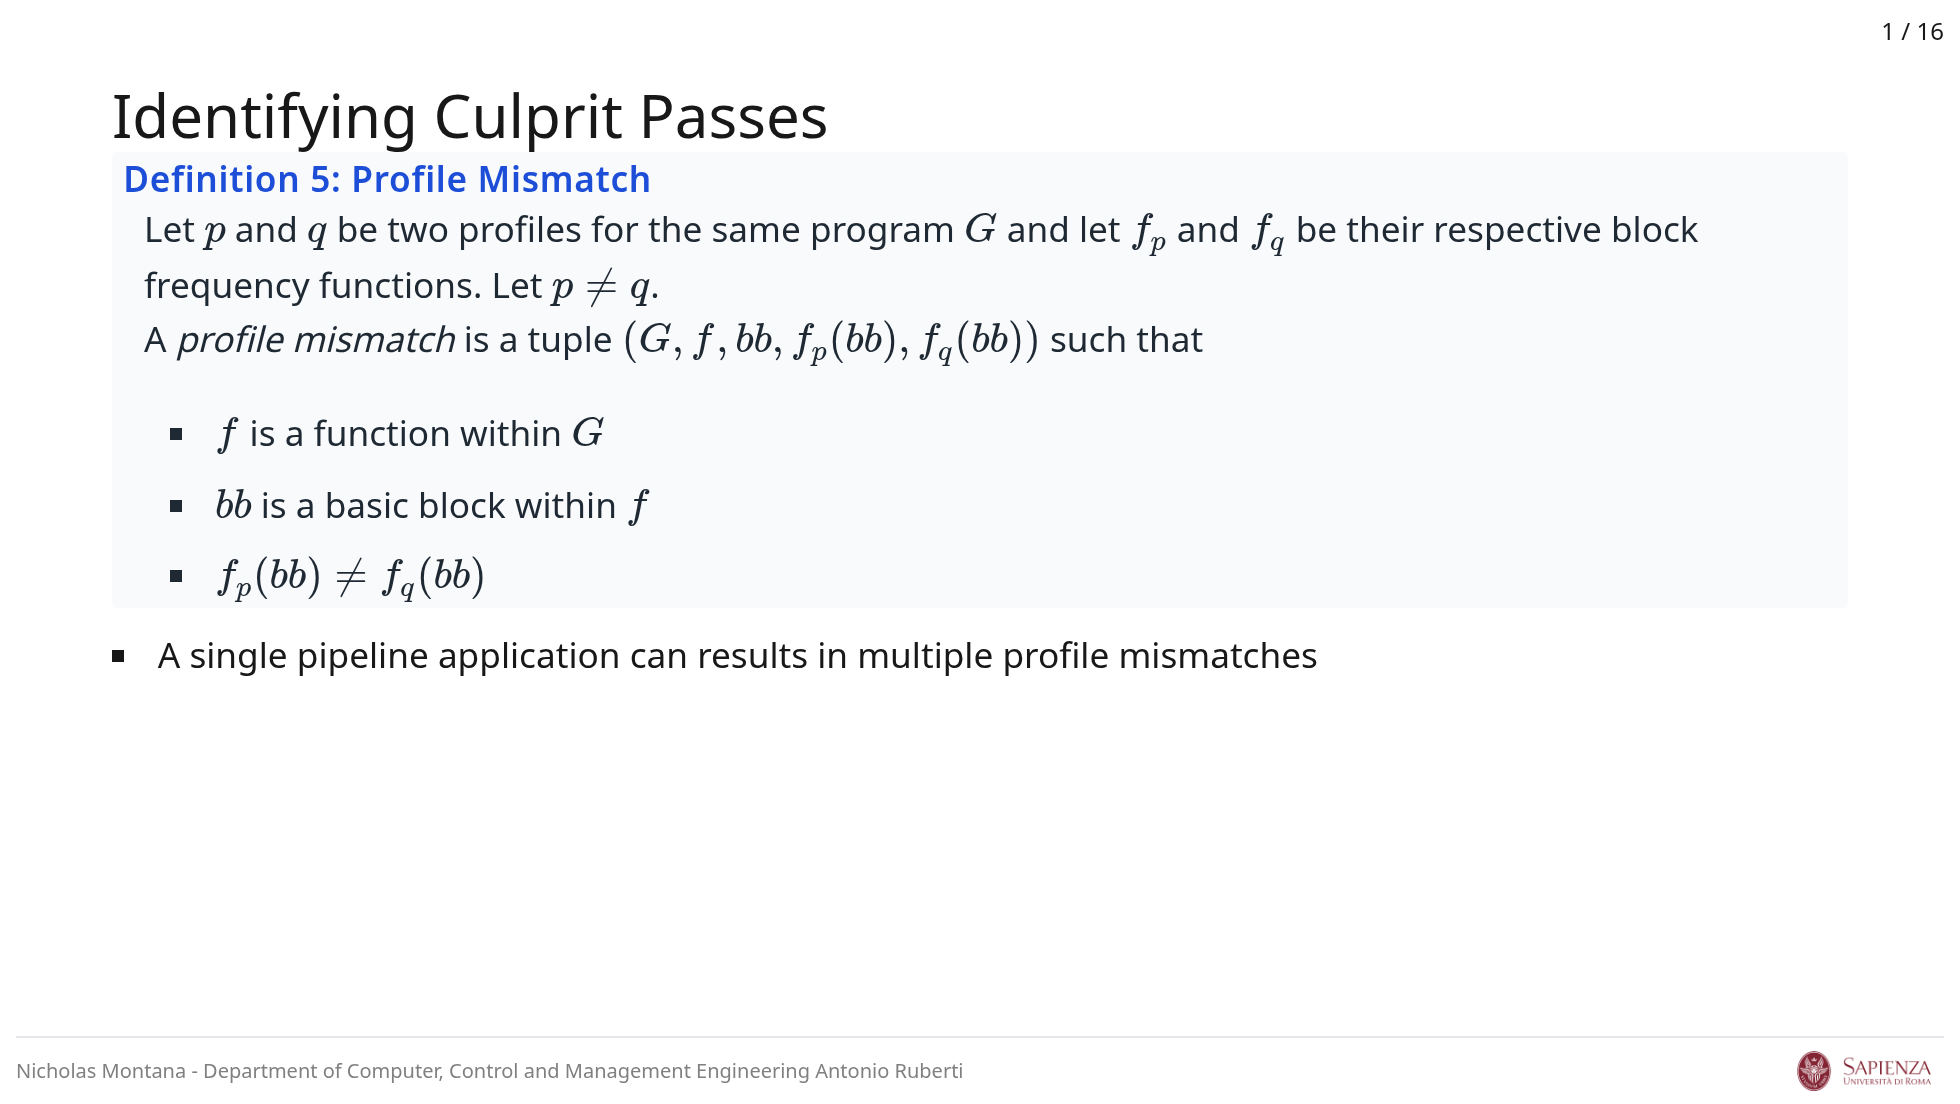 1 / 16
Identifying Culprit Passes
Definition 5: Profile Mismatch
Let p and q be two profiles for the same program G and let f_p and f_q be their respective block
frequency functions. Let p ≠ q.
A profile mismatch is a tuple (G, f, bb, f_p(bb), f_q(bb)) such that
▪ f is a function within G
▪ bb is a basic block within f
▪ f_p(bb) ≠ f_q(bb)
▪ A single pipeline application can results in multiple profile mismatches
Nicholas Montana - Department of Computer, Control and Management Engineering Antonio Ruberti
SAPIENZA
UNIVERSITÀ DI ROMA